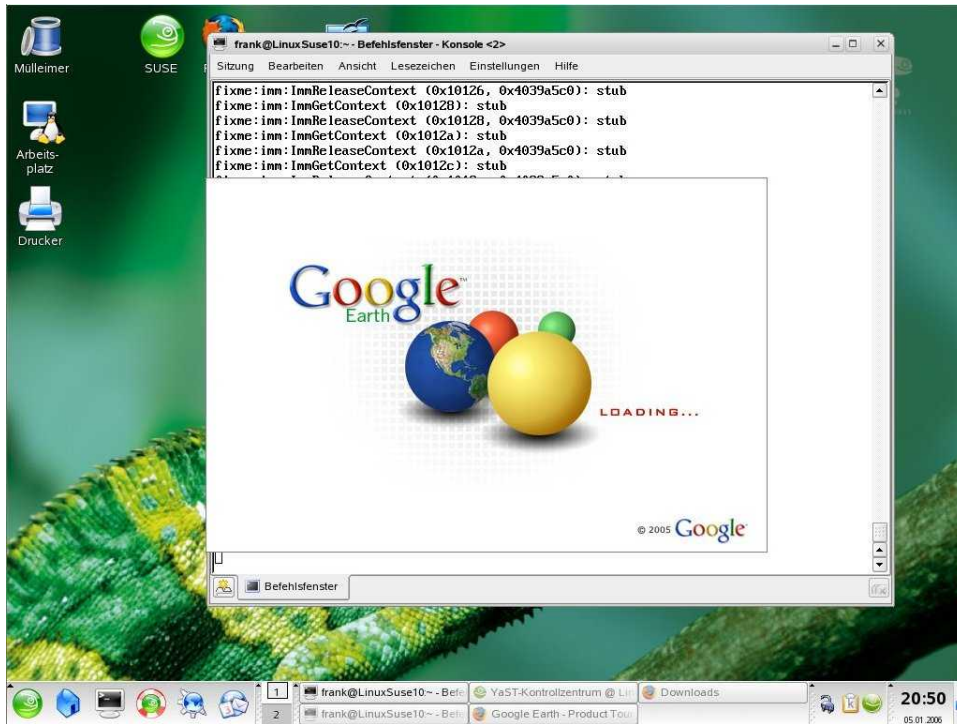 Mülleimer
SUSE
frank@LinuxSuse10:~ - Befehlsfenster - Konsole <2>
Sitzung Bearbeiten Ansicht Lesezeichen Einstellungen Hilfe
fixme:imm:ImmReleaseContext (0x10126, 0x4039a5c0): stub
fixme:imm:ImmGetContext (0x10128): stub
fixme:imm:ImmReleaseContext (0x10128, 0x4039a5c0): stub
fixme:imm:ImmGetContext (0x1012a): stub
fixme:imm:ImmReleaseContext (0x1012a, 0x4039a5c0): stub
fixme:imm:ImmGetContext (0x1012c): stub
Arbeits-
platz
Drucker
Google™
Earth
LOADING...
© 2005 Google
Befehlsfenster
1
frank@LinuxSuse10:~ - Befe
YaST-Kontrollzentrum @ Lin
Downloads
2
frank@LinuxSuse10:~ - Befe
Google Earth - Product Tour
20:50
05.01.2006